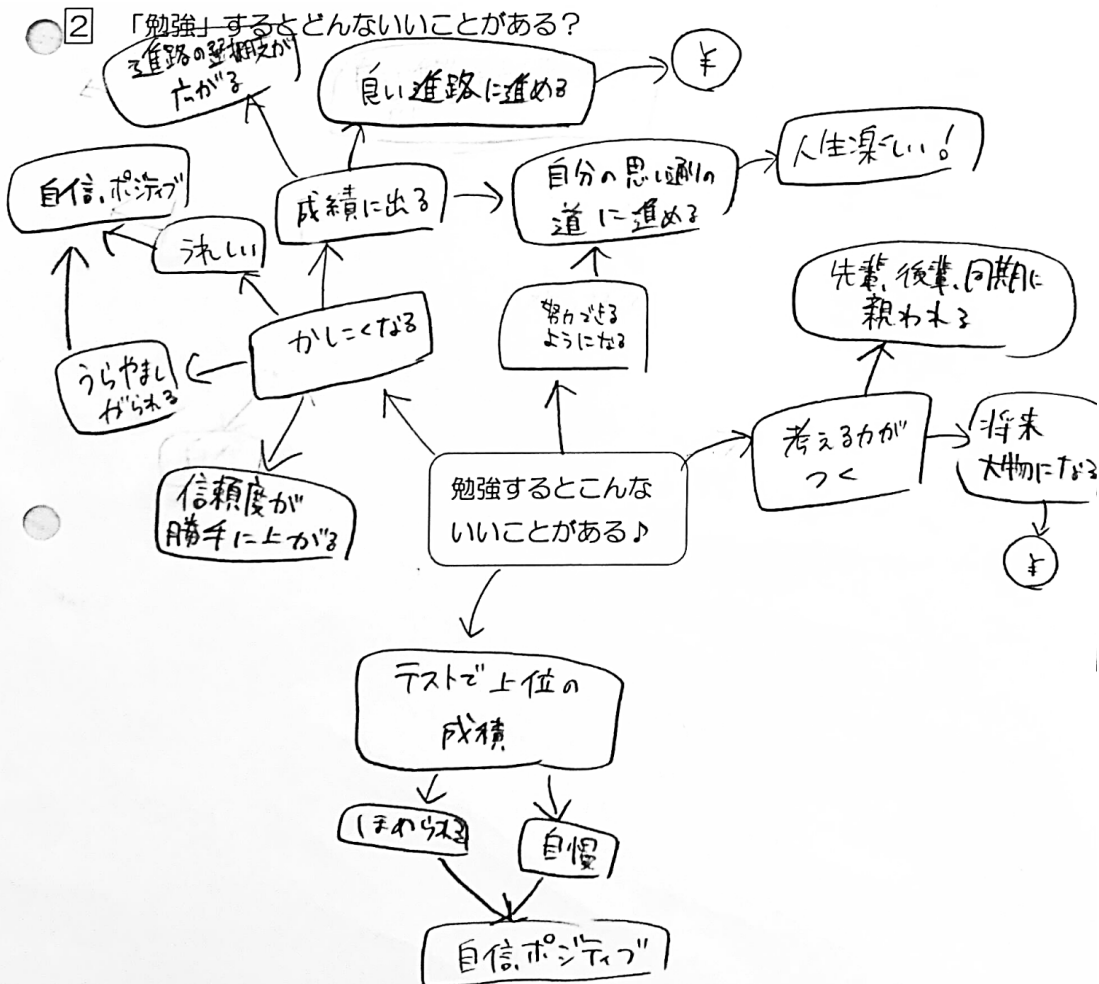 2 「勉強」するとどんないいことがある?
進路の選択肢が
広がる
良い進路に進める
¥
人生楽しい!
自信、ポジティブ
うれしい
成績に出る
自分の思い通りの
道に進める
先輩、後輩、同期に
親われる
かしこくなる
努力できる
ようになる
うらやまし
がられる
考える力が
つく
将来
大物になる
¥
信頼度が
勝手に上がる
勉強するとこんな
いいことがある♪
テストで上位の
成積
ほめられる
自慢
自信、ポジティブ